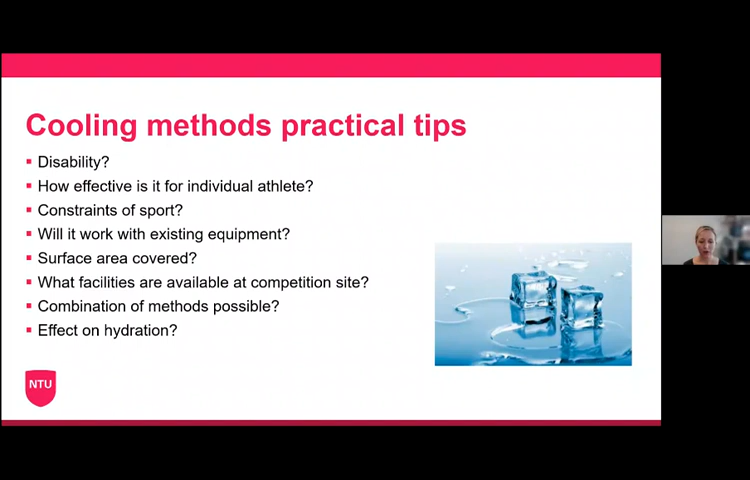 Cooling methods practical tips
▪ Disability?
▪ How effective is it for individual athlete?
▪ Constraints of sport?
▪ Will it work with existing equipment?
▪ Surface area covered?
▪ What facilities are available at competition site?
▪ Combination of methods possible?
▪ Effect on hydration?
NTU